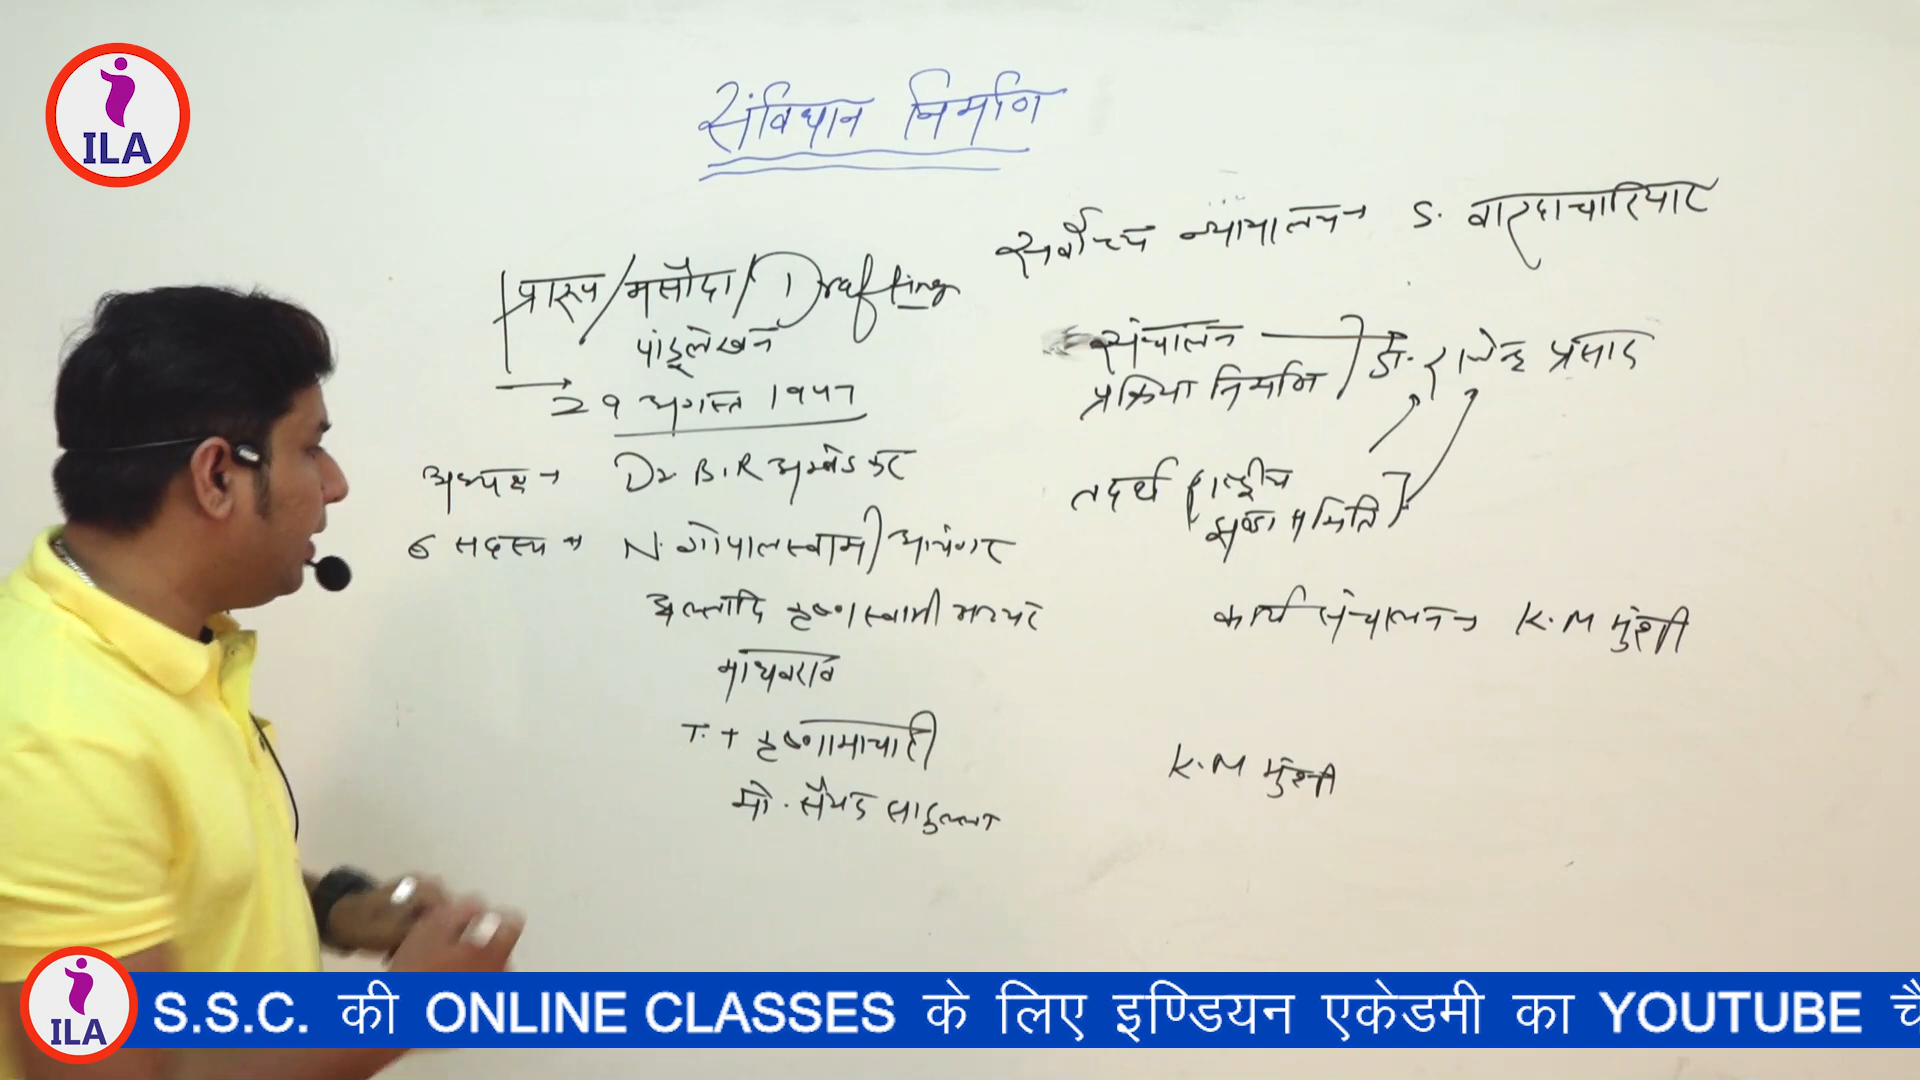 ILA
संविधान निर्माण
प्रारूप/मसौदा/Drafting
पांडुलेखन
→ 29 अगस्त 1947
अध्यक्ष → Dr B.R अम्बेडकर
6 सदस्य → N. गोपालस्वामी आयंगर
अल्लादि कृष्णास्वामी अय्यर
माधवराव
T. T कृष्णामाचारी
मो. सैयद सादुल्ला
सर्वोच्च न्यायालय → S. वारदाचारियार
संचालन
प्रक्रिया निर्माण
डा. राजेन्द्र प्रसाद
तदर्थ राष्ट्रीय
झण्डा समिति
कार्य संचालन → K.M मुंशी
K.M मुंशी
ILA
S.S.C. की ONLINE CLASSES के लिए इण्डियन एकेडमी का YOUTUBE चै